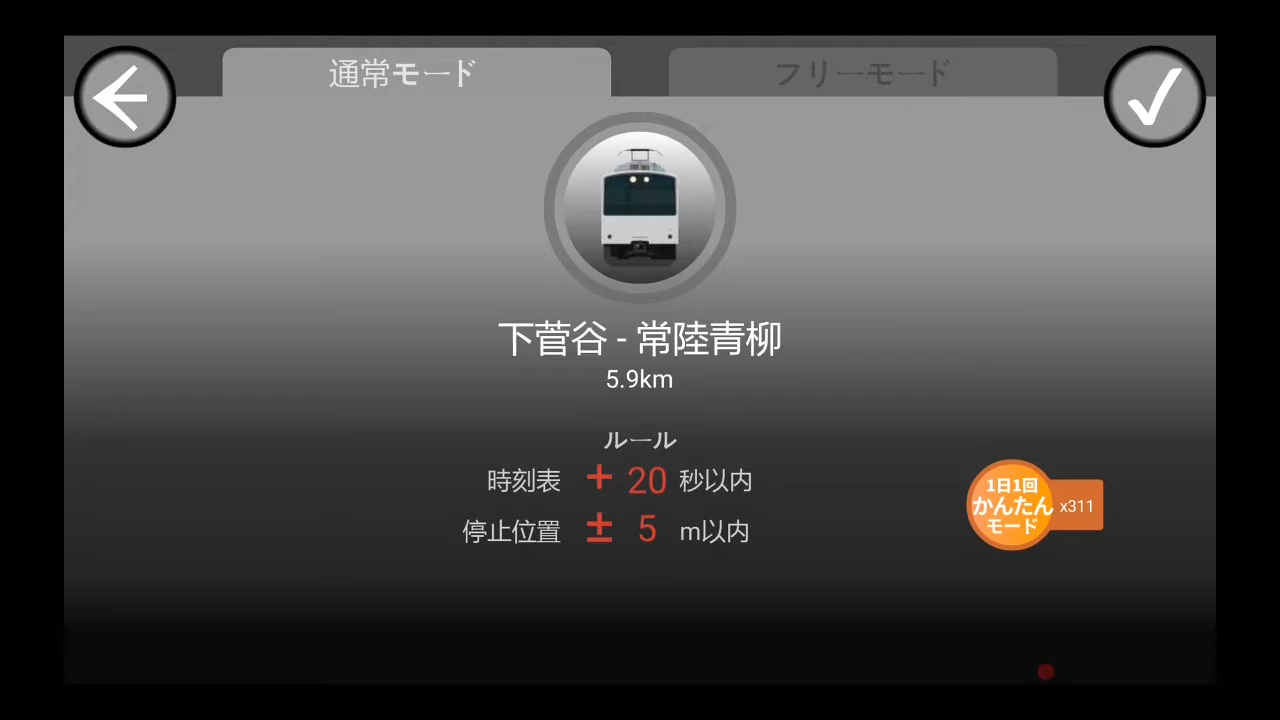 通常モード
フリーモード
下菅谷 - 常陸青柳
5.9km
ルール
時刻表 + 20 秒以内
停止位置 ± 5 m以内
1日1回
かんたん
モード
x311